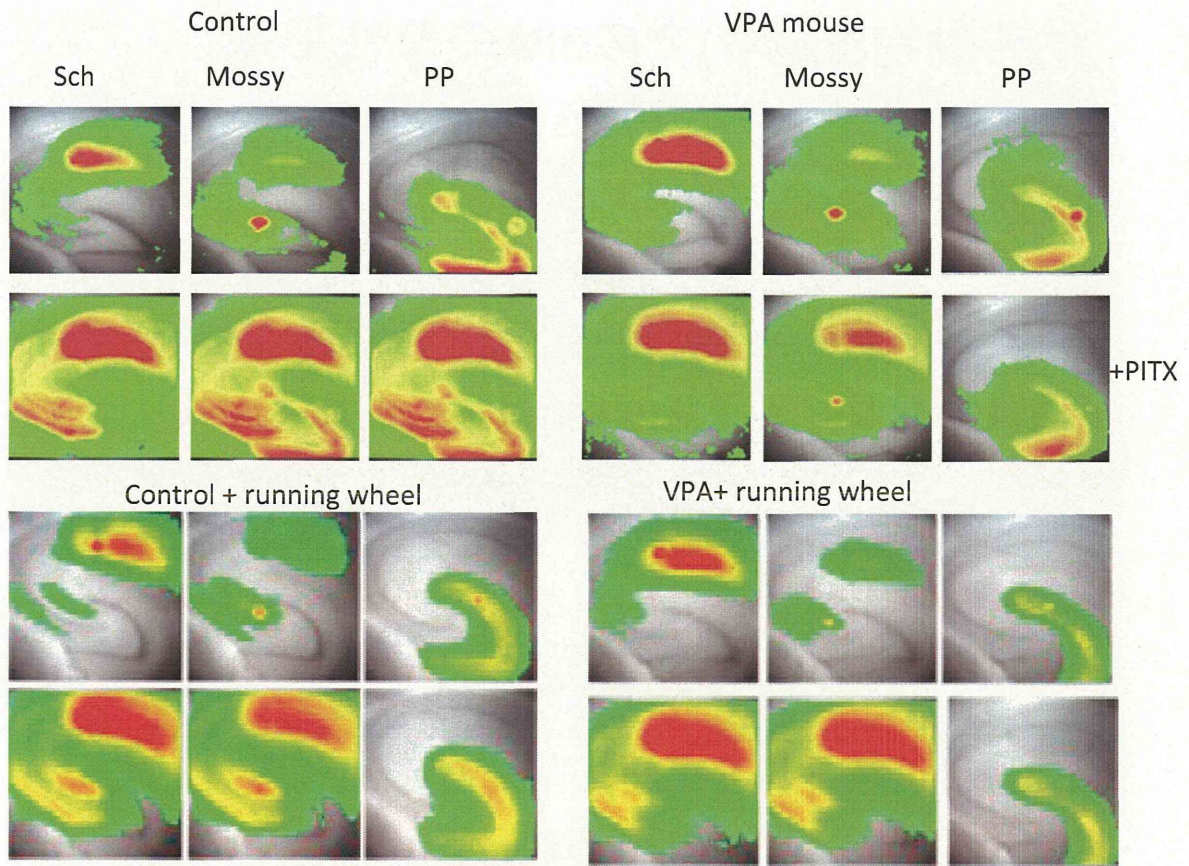 Control
VPA mouse
Sch Mossy PP
Sch Mossy PP
+PITX
Control + running wheel
VPA+ running wheel